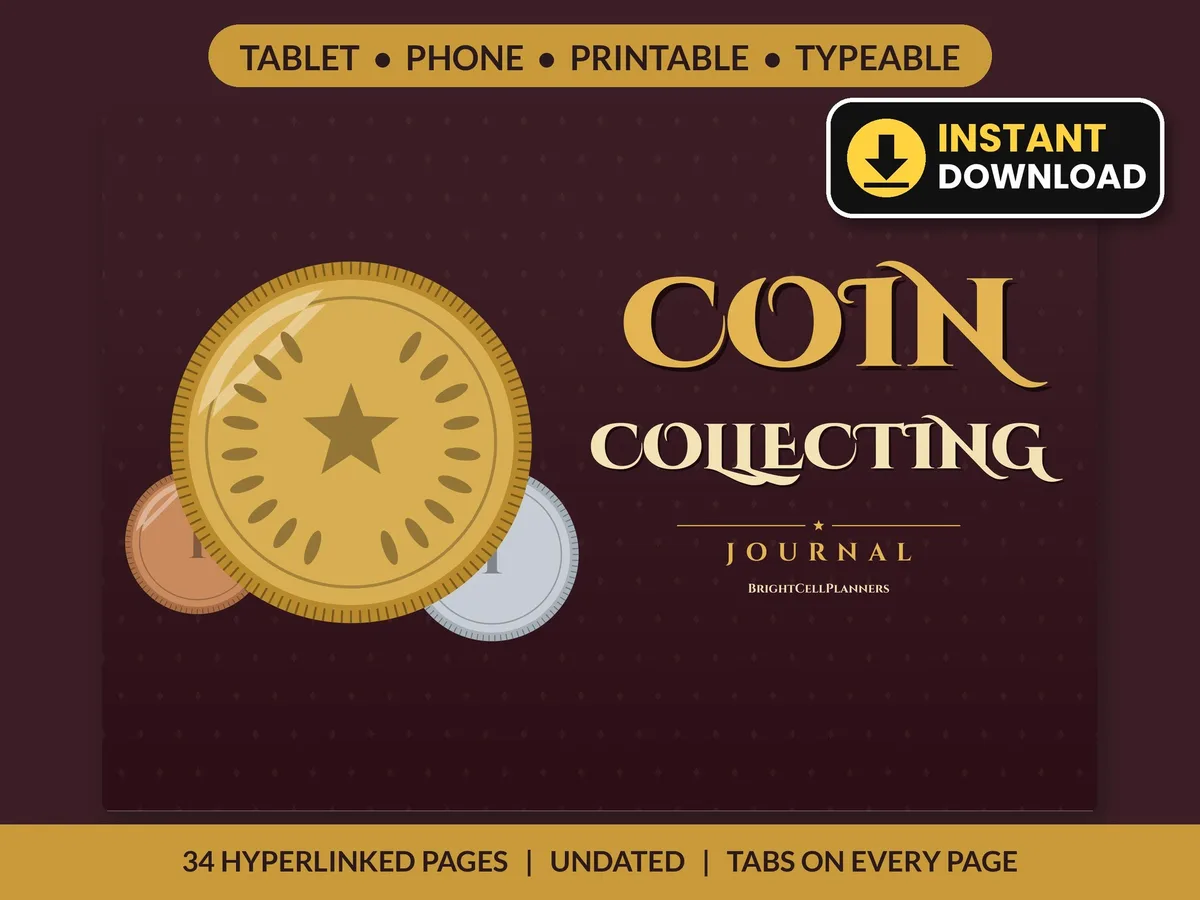 TABLET • PHONE • PRINTABLE • TYPEABLE
INSTANT
DOWNLOAD
COIN
COLLECTING
JOURNAL
BRIGHTCELLPLANNERS
34 HYPERLINKED PAGES | UNDATED | TABS ON EVERY PAGE